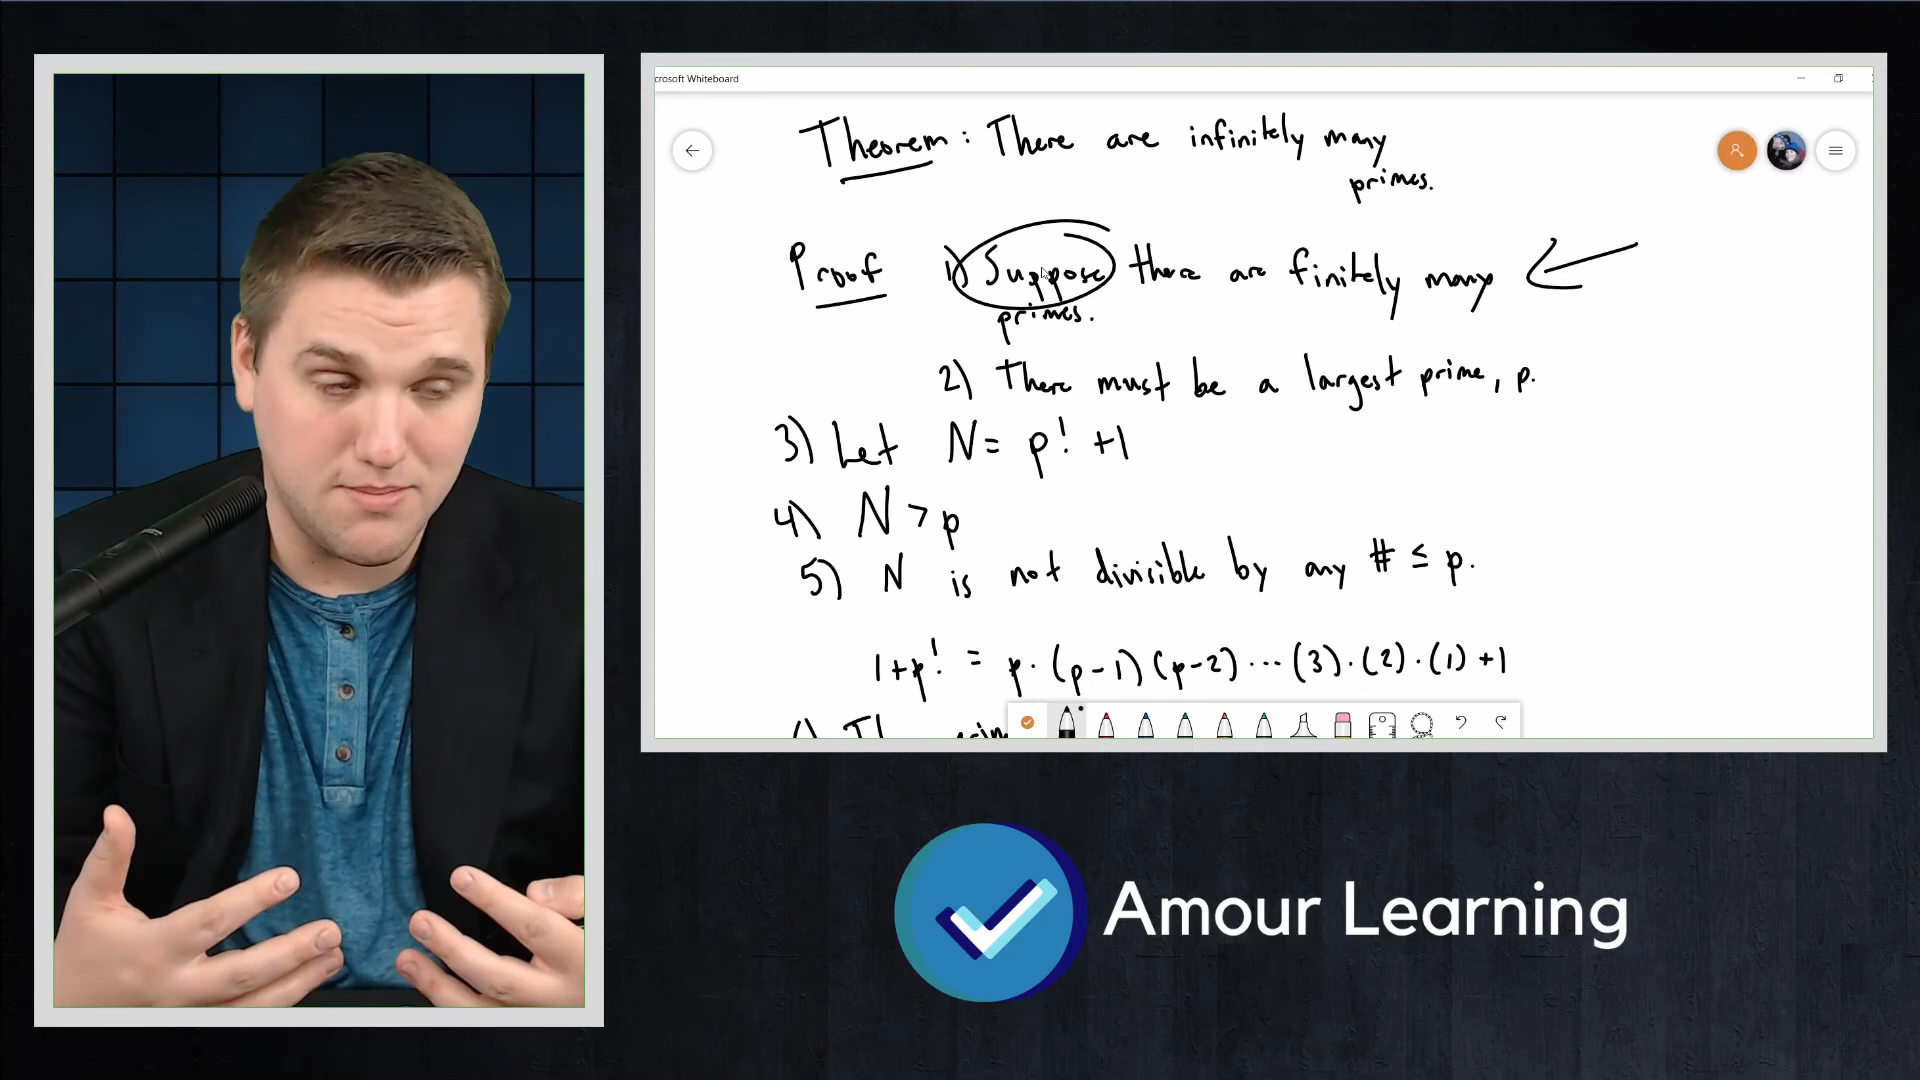 crosoft Whiteboard
Theorem: There are infinitely many
primes.
Proof 1) Suppose there are finitely many
primes.
2) There must be a largest prime, p.
3) Let N= p! +1
4) N > p
5) N is not divisible by any # ≤ p.
1+p! = p·(p-1)(p-2)···(3)·(2)·(1)+1
Amour Learning